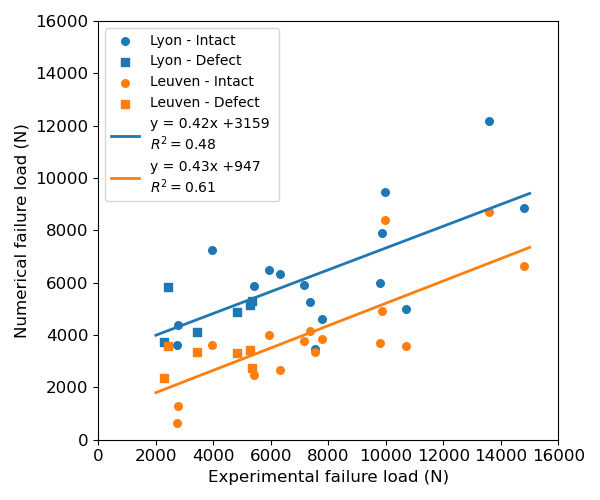 16000
14000
12000
10000
8000
6000
4000
2000
0
Numerical failure load (N)
Lyon - Intact
Lyon - Defect
Leuven - Intact
Leuven - Defect
y = 0.42x +3159
R² = 0.48
y = 0.43x +947
R² = 0.61
0 2000 4000 6000 8000 10000 12000 14000 16000
Experimental failure load (N)